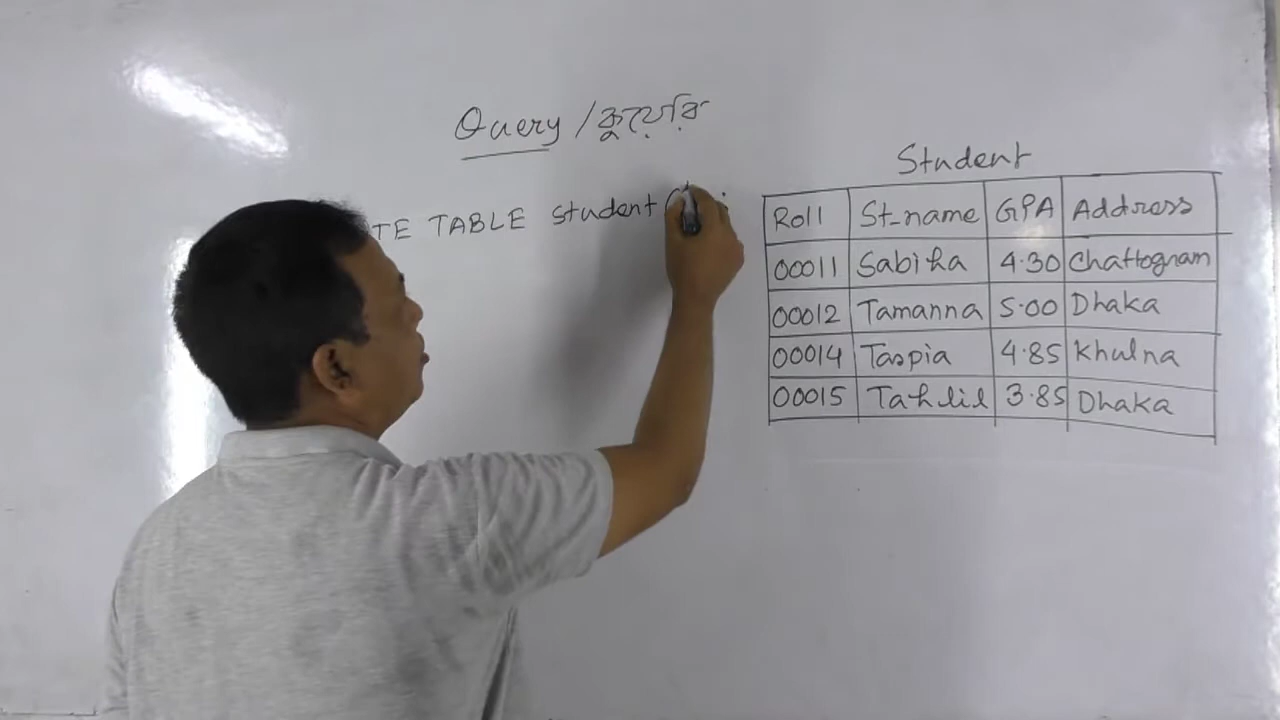 Query / কুয়েরি
TE TABLE student (
Student
Roll St_name GPA Address
00011 Sabiha 4.30 Chattogram
00012 Tamanna 5.00 Dhaka
00014 Taspia 4.85 Khulna
00015 Tahlil 3.85 Dhaka